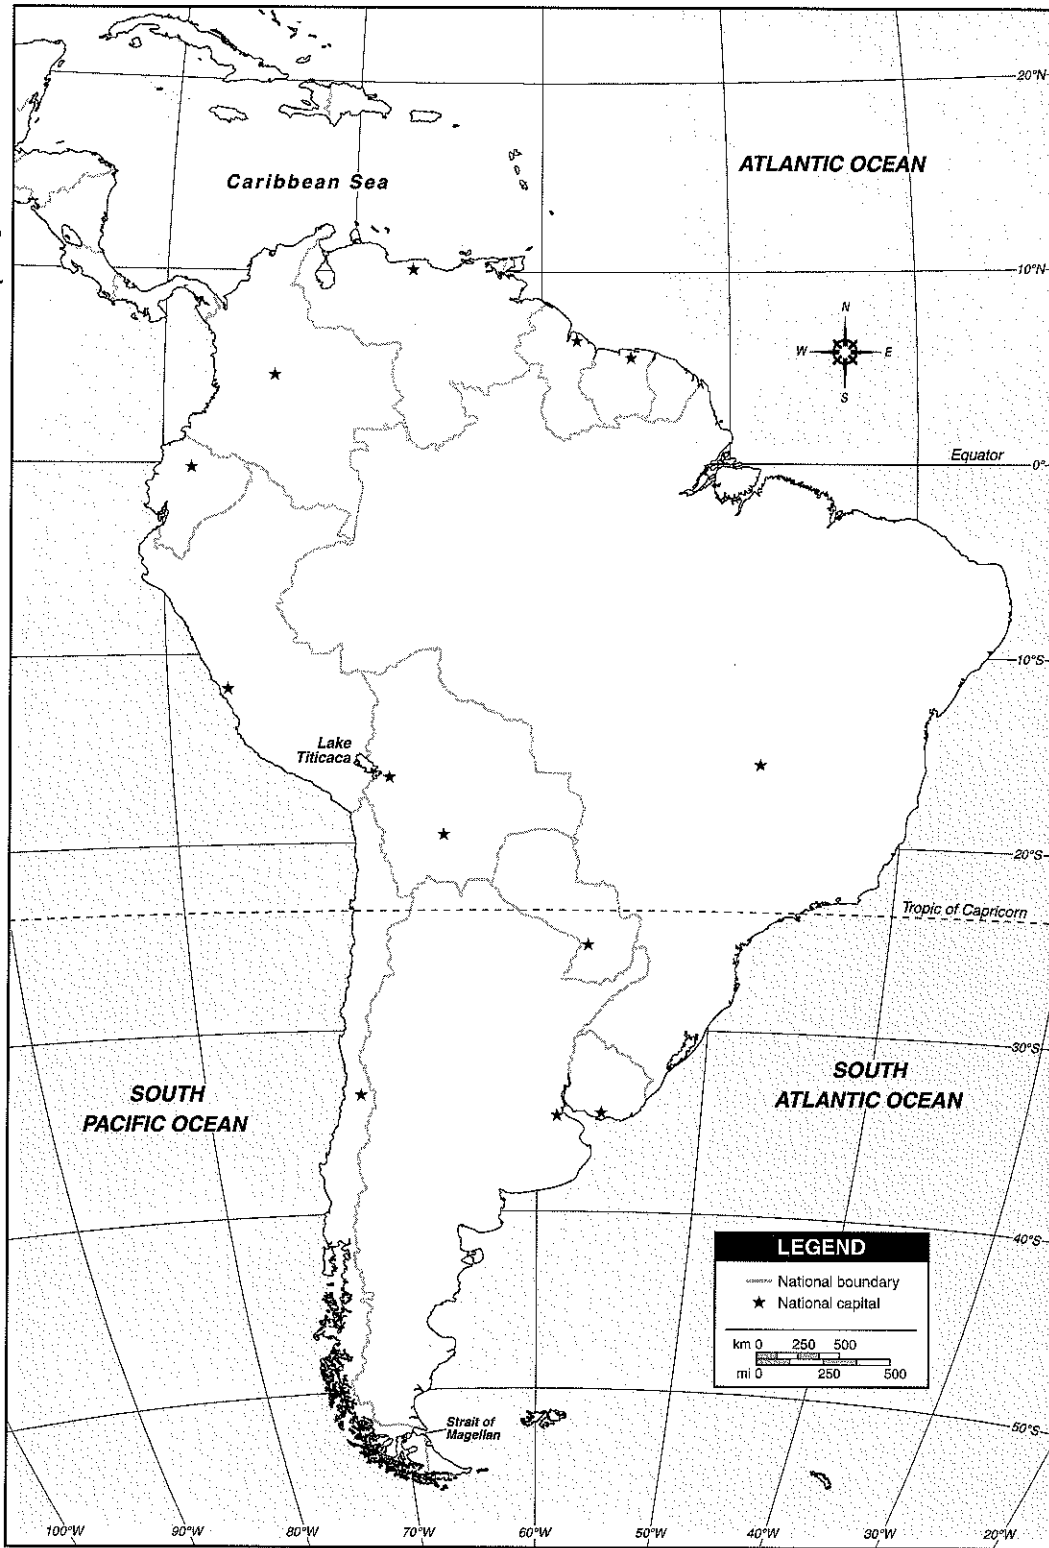 20°N
ATLANTIC OCEAN
Caribbean Sea
10°N
N
W E
S
Equator
0°
10°S
Lake
Titicaca
20°S
Tropic of Capricorn
30°S
SOUTH
PACIFIC OCEAN
SOUTH
ATLANTIC OCEAN
40°S
LEGEND
National boundary
National capital
km 0 250 500
mi 0 250 500
Strait of
Magellan
50°S
100°W 90°W 80°W 70°W 60°W 50°W 40°W 30°W 20°W